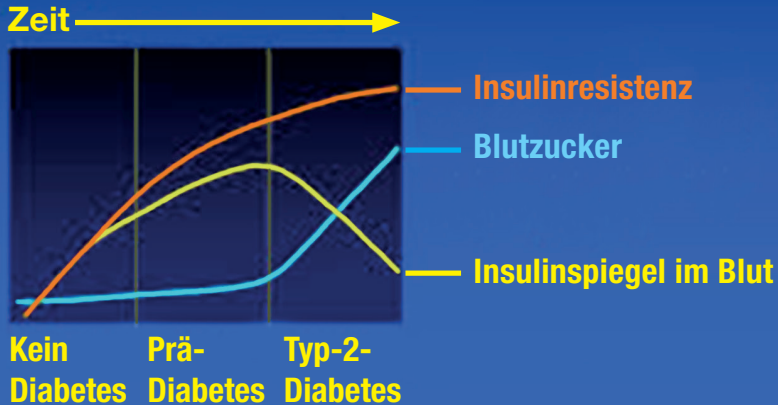 Zeit
Insulinresistenz
Blutzucker
Insulinspiegel im Blut
Kein
Diabetes
Prä-
Diabetes
Typ-2-
Diabetes